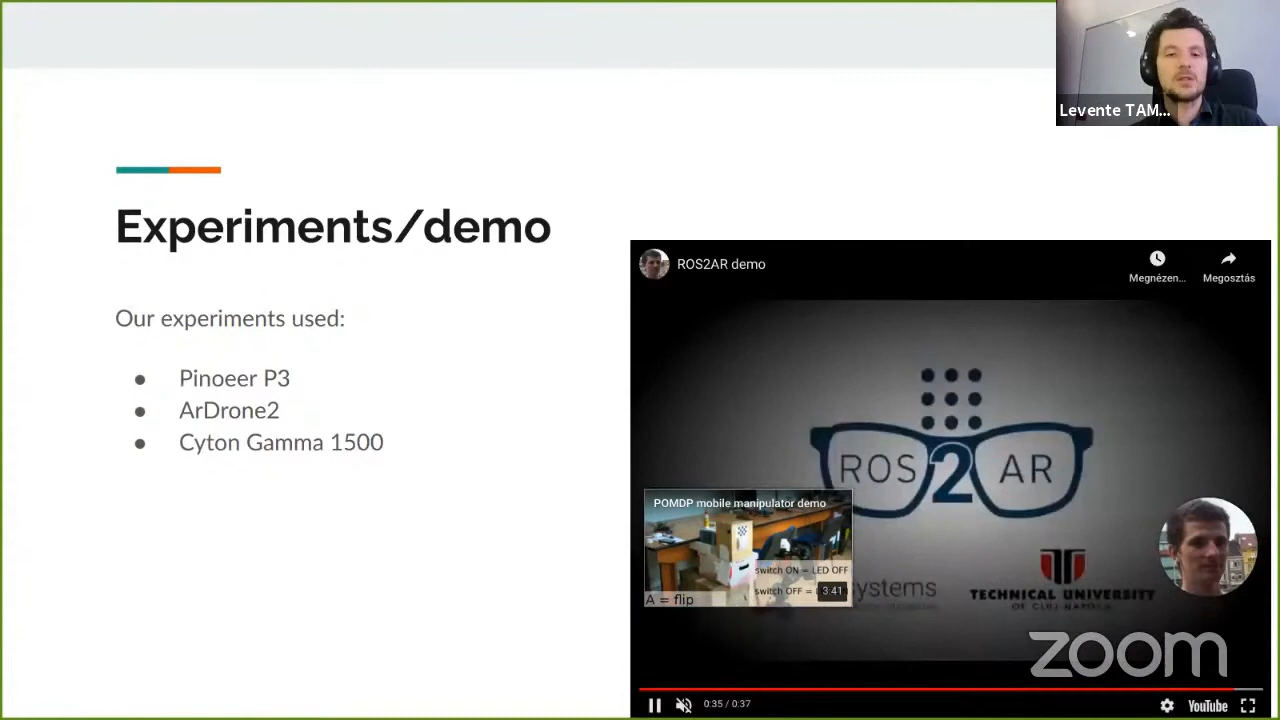 Levente TAM...
Experiments/demo
Our experiments used:
● Pinoeer P3
● ArDrone2
● Cyton Gamma 1500
ROS2AR demo
Megnézen...
Megosztás
ROS 2 AR
POMDP mobile manipulator demo
switch ON = LED OFF
switch OFF =
3:41
A = flip
systems
TECHNICAL UNIVERSITY
OF CLUJ-NAPOCA
zoom
0:35 / 0:37
YouTube